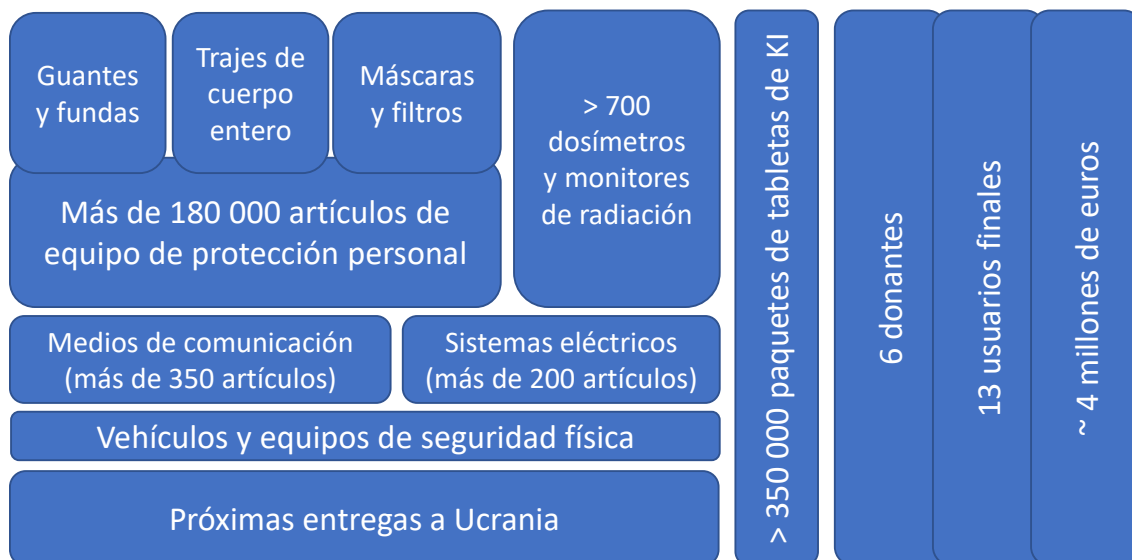 Guantes
y fundas
Trajes de
cuerpo
entero
Máscaras
y filtros
Más de 180 000 artículos de
equipo de protección personal
> 700
dosímetros
y monitores
de radiación
Medios de comunicación
(más de 350 artículos)
Sistemas eléctricos
(más de 200 artículos)
Vehículos y equipos de seguridad física
Próximas entregas a Ucrania
> 350 000 paquetes de tabletas de KI
6 donantes
13 usuarios finales
~ 4 millones de euros